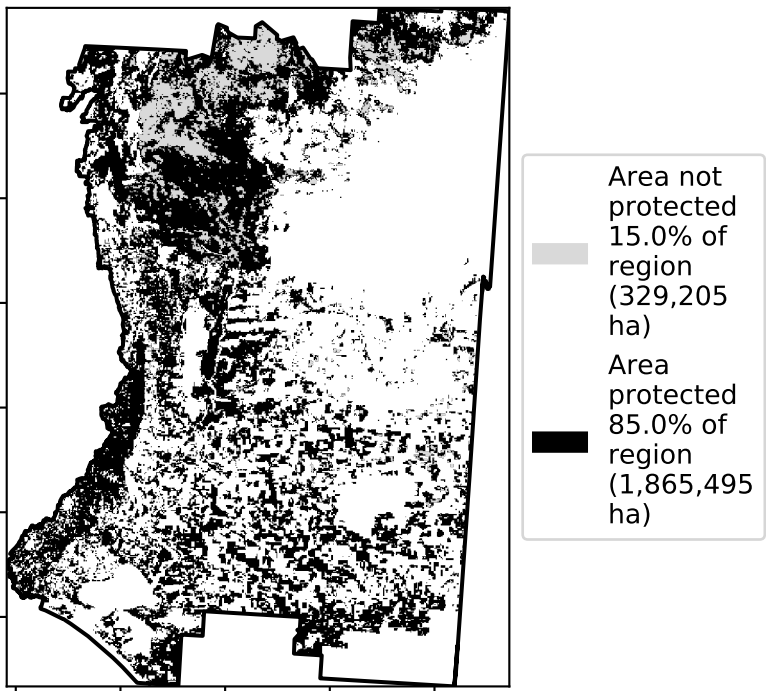 Area not
protected
15.0% of
region
(329,205
ha)
Area
protected
85.0% of
region
(1,865,495
ha)